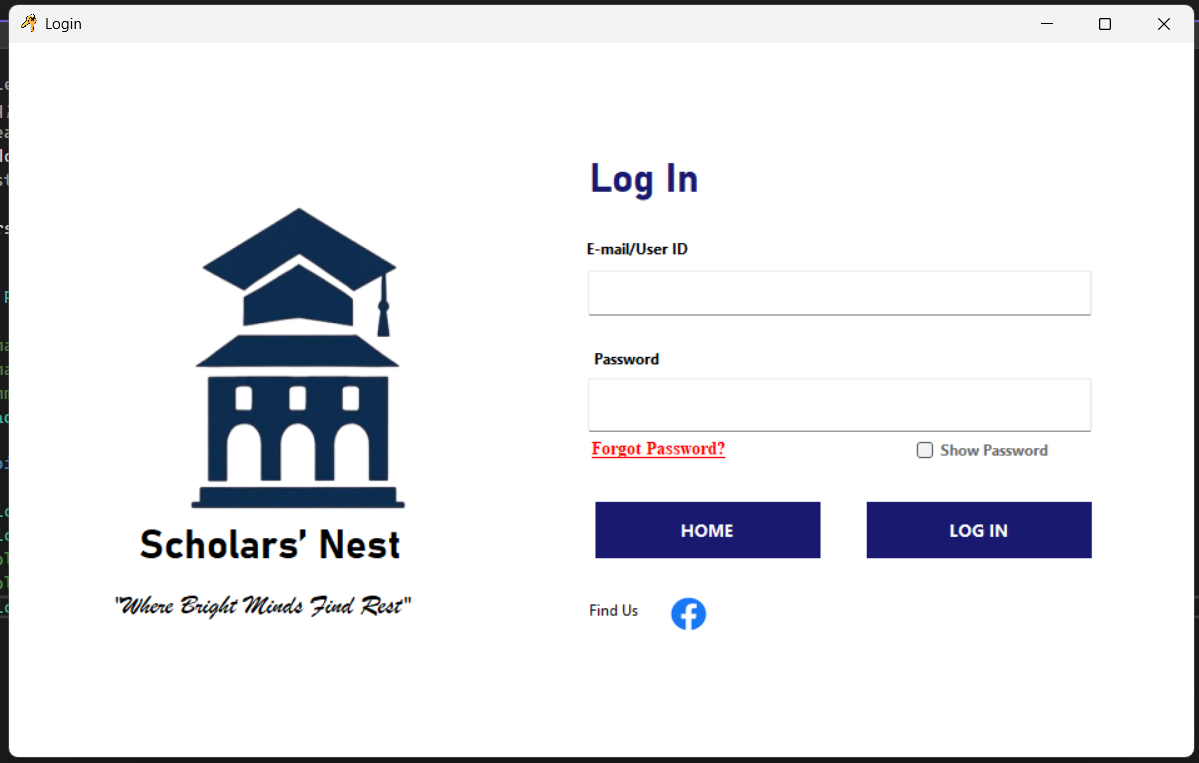 Login
Log In
E-mail/User ID
Password
Forgot Password?
Show Password
HOME
LOG IN
Find Us
Scholars’ Nest
"Where Bright Minds Find Rest"